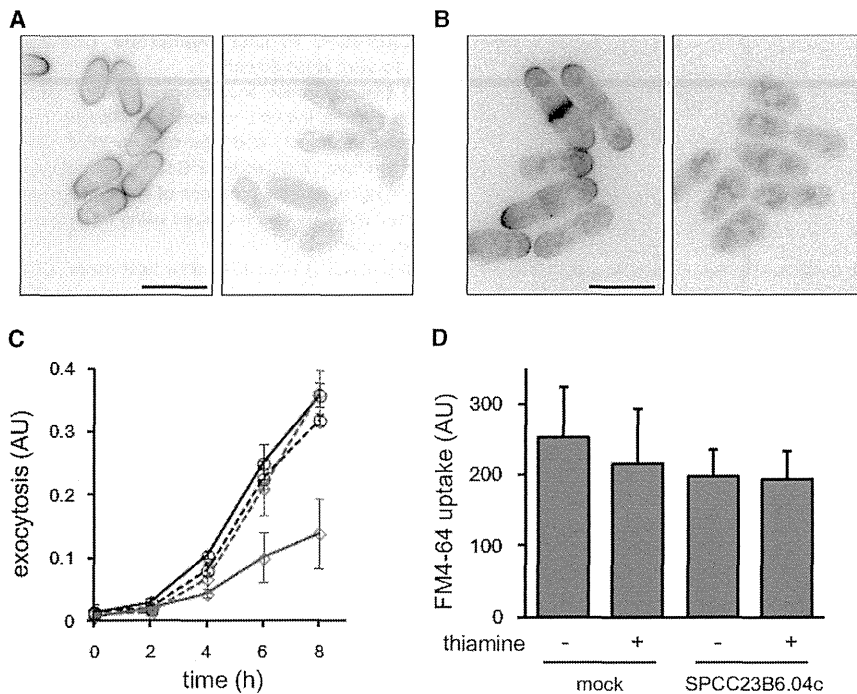 A
B
C
0.4
0.3
0.2
0.1
0
exocytosis (AU)
0 2 4 6 8
time (h)
D
300
200
100
0
FM4-64 uptake (AU)
thiamine - + - +
mock SPCC23B6.04c